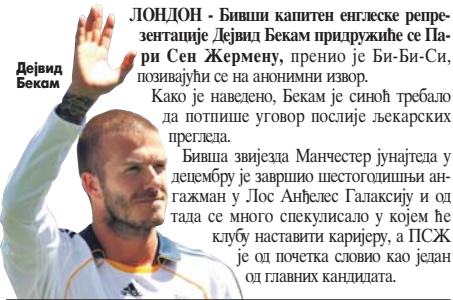 ЛОНДОН - Бивши капитен енглеске репре-
зентације Дејвид Бекам придружиће се Па-
ри Сен Жермену, пренио је Би-Би-Си,
позивајући се на анонимни извор.
Дејвид
Бекам
Како је наведено, Бекам је синоћ требало
да потпише уговор послије љекарских
прегледа.
Бивша звијезда Манчестер јунајтеда у
децембру је завршио шестогодишњи ан-
гажман у Лос Анђелес Галаксију и од
тада се много спекулисало у којем ће
клубу наставити каријеру, а ПСЖ
је од почетка словио као један
од главних кандидата.